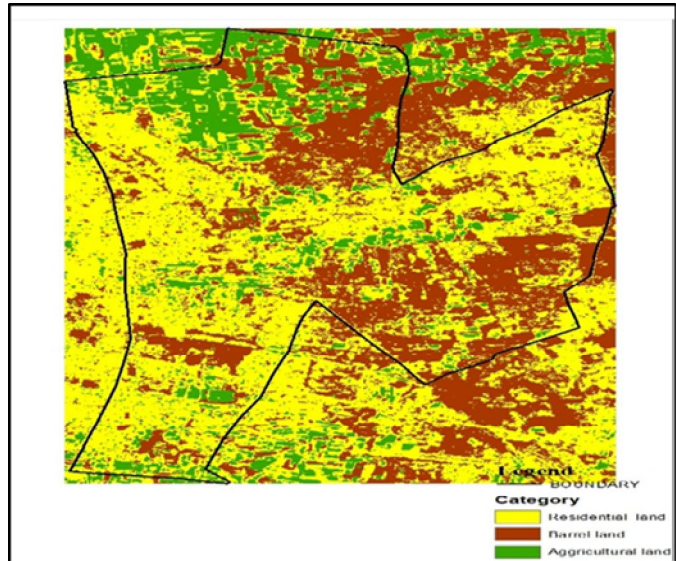 Legend
BOUNDARY
Category
Residential land
Barrel land
Aggricultural land